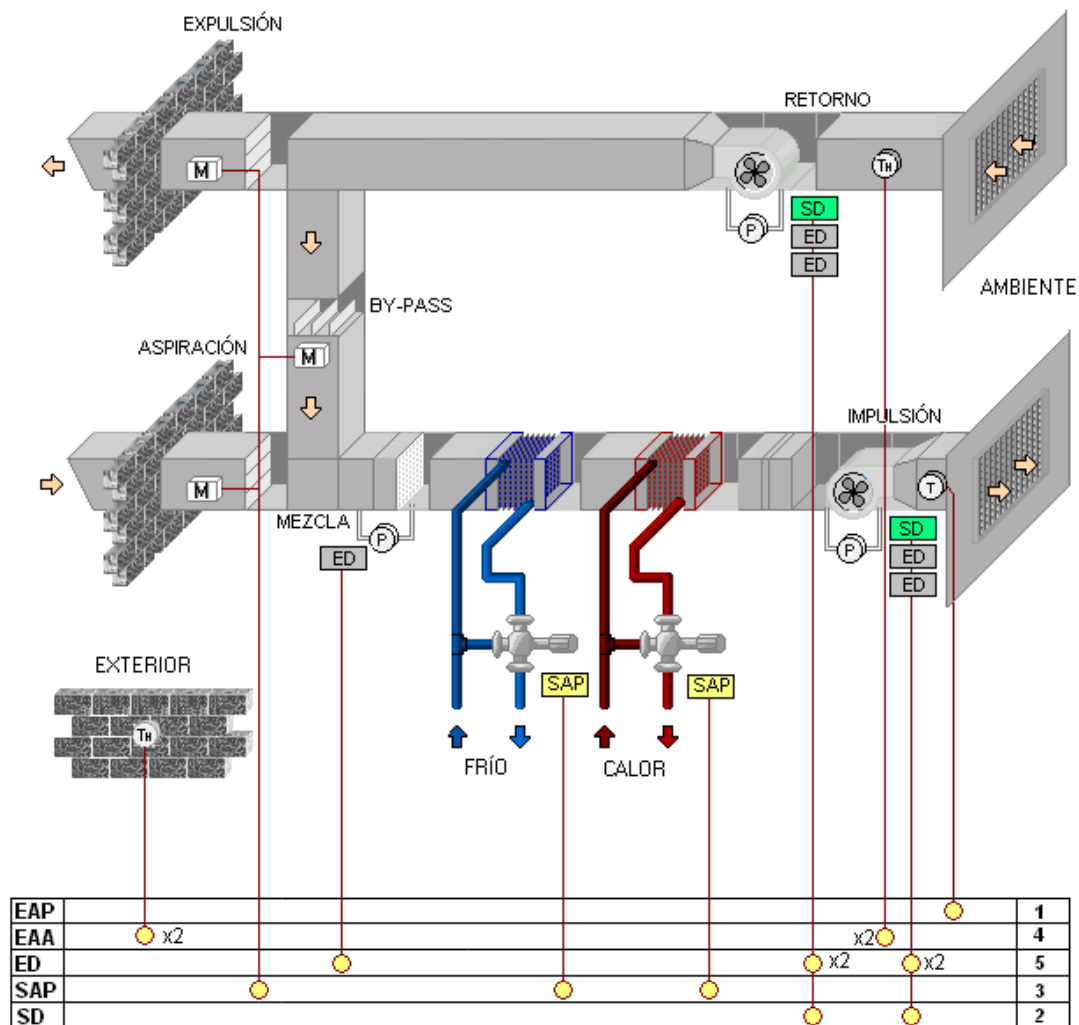 EXPULSIÓN
RETORNO
M
TH
SD
P
ED
ED
AMBIENTE
BY-PASS
ASPIRACIÓN
M
IMPULSIÓN
M
T
MEZCLA
P
P
SD
ED
ED
ED
EXTERIOR
SAP
SAP
TH
FRÍO
CALOR
EAP 1
EAA x2 x2 4
ED x2 x2 5
SAP 3
SD 2